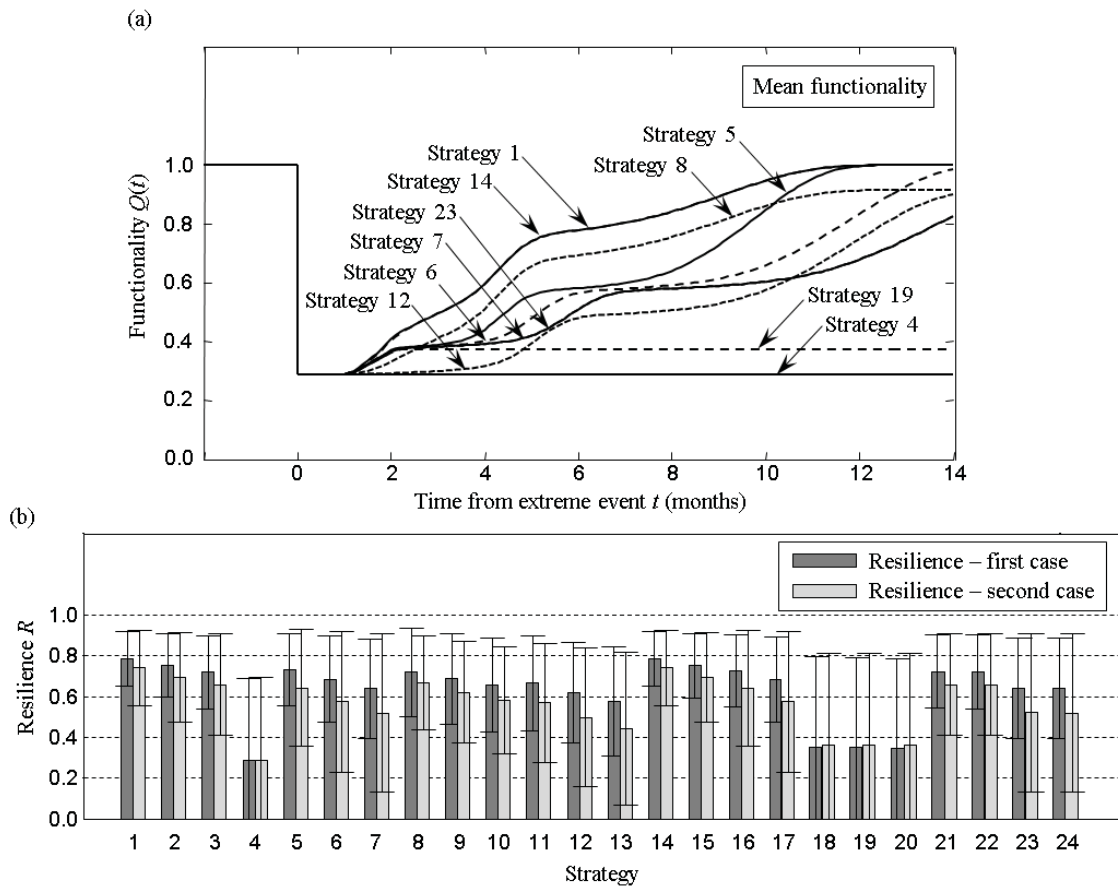 (a)
Mean functionality
Strategy 5
Strategy 1
Strategy 8
Strategy 14
Strategy 23
Strategy 7
Strategy 6
Strategy 12
Strategy 19
Strategy 4
Functionality Q(t)
1.0
0.8
0.6
0.4
0.2
0.0
0 2 4 6 8 10 12 14
Time from extreme event t (months)
(b)
Resilience – first case
Resilience – second case
Resilience R
1.0
0.8
0.6
0.4
0.2
0.0
1 2 3 4 5 6 7 8 9 10 11 12 13 14 15 16 17 18 19 20 21 22 23 24
Strategy